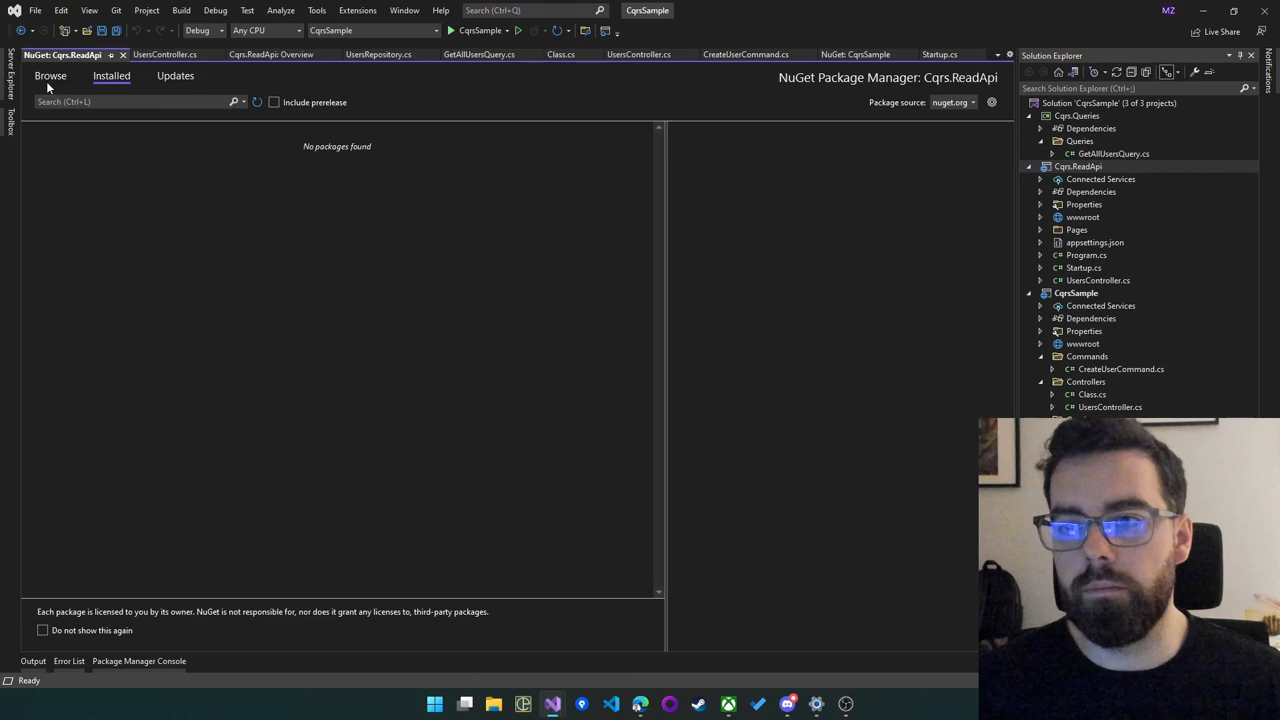 File Edit View Git Project Build Debug Test Analyze Tools Extensions Window Help Search (Ctrl+Q) CqrsSample MZ
Debug Any CPU CqrsSample CqrsSample Live Share
NuGet: Cqrs.ReadApi UsersController.cs Cqrs.ReadApi: Overview UsersRepository.cs GetAllUsersQuery.cs Class.cs UsersController.cs CreateUserCommand.cs NuGet: CqrsSample Startup.cs
Server Explorer
Toolbox
Browse Installed Updates
NuGet Package Manager: Cqrs.ReadApi
Search (Ctrl+L) Include prerelease
Package source: nuget.org
No packages found
Each package is licensed to you by its owner. NuGet is not responsible for, nor does it grant any licenses to, third-party packages.
Do not show this again
Solution Explorer
Search Solution Explorer (Ctrl+;)
Solution 'CqrsSample' (3 of 3 projects)
Cqrs.Queries
Dependencies
Queries
C# GetAllUsersQuery.cs
Cqrs.ReadApi
Connected Services
Dependencies
Properties
wwwroot
Pages
appsettings.json
C# Program.cs
C# Startup.cs
C# UsersController.cs
CqrsSample
Connected Services
Dependencies
Properties
wwwroot
Commands
C# CreateUserCommand.cs
Controllers
C# Class.cs
C# UsersController.cs
Notifications
Output Error List Package Manager Console
Ready